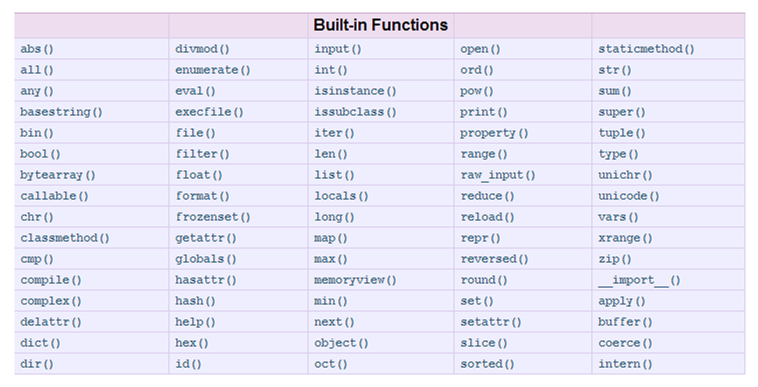 Built-in Functions
abs() divmod() input() open() staticmethod()
all() enumerate() int() ord() str()
any() eval() isinstance() pow() sum()
basestring() execfile() issubclass() print() super()
bin() file() iter() property() tuple()
bool() filter() len() range() type()
bytearray() float() list() raw_input() unichr()
callable() format() locals() reduce() unicode()
chr() frozenset() long() reload() vars()
classmethod() getattr() map() repr() xrange()
cmp() globals() max() reversed() zip()
compile() hasattr() memoryview() round() __import__()
complex() hash() min() set() apply()
delattr() help() next() setattr() buffer()
dict() hex() object() slice() coerce()
dir() id() oct() sorted() intern()